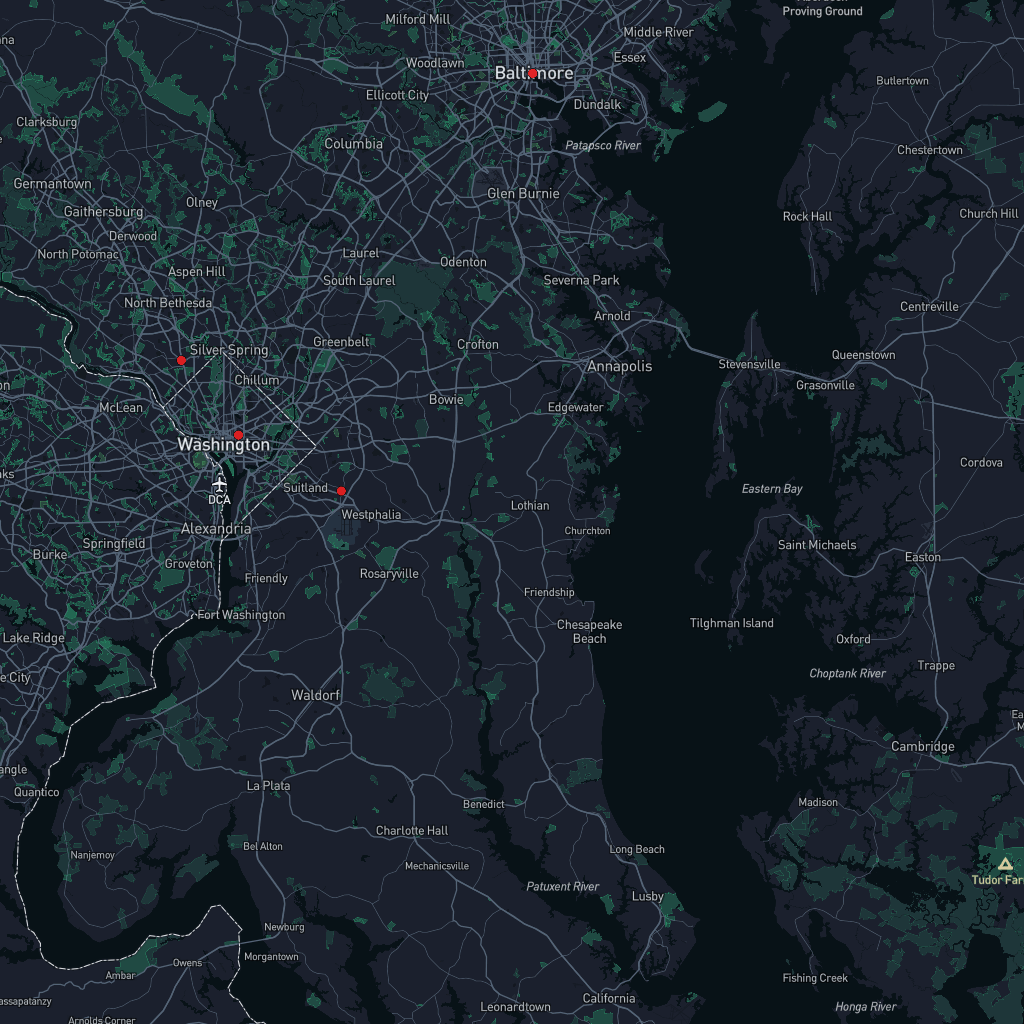 Aberdeen
Proving Ground
Milford Mill
Middle River
Woodlawn
Essex
Baltimore
Butlertown
Ellicott City
Dundalk
Clarksburg
Columbia
Patapsco River
Chestertown
Germantown
Glen Burnie
Olney
Gaithersburg
Rock Hall
Church Hill
Derwood
North Potomac
Laurel
Odenton
Aspen Hill
South Laurel
Severna Park
North Bethesda
Centreville
Arnold
Silver Spring
Greenbelt
Crofton
Queenstown
Annapolis
Stevensville
Chillum
Grasonville
Bowie
McLean
Edgewater
Washington
Cordova
Suitland
Eastern Bay
DCA
Lothian
Westphalia
Alexandria
Churchton
Springfield
Saint Michaels
Burke
Easton
Groveton
Rosaryville
Friendly
Friendship
Fort Washington
Chesapeake
Beach
Tilghman Island
Lake Ridge
Oxford
Trappe
Choptank River
e City
Waldorf
Cambridge
angle
La Plata
Quantico
Benedict
Madison
Charlotte Hall
Bel Alton
Long Beach
Nanjemoy
Mechanicsville
Tudor Farm
Patuxent River
Lusby
Newburg
Morgantown
Owens
Ambar
Fishing Creek
assapatanzy
California
Leonardtown
Honga River
Arnolds Corner